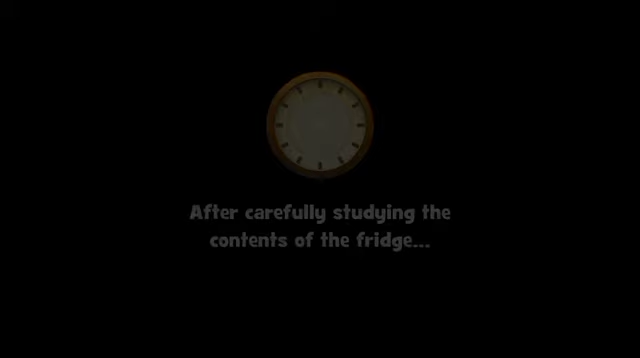 After carefully studying the
contents of the fridge...